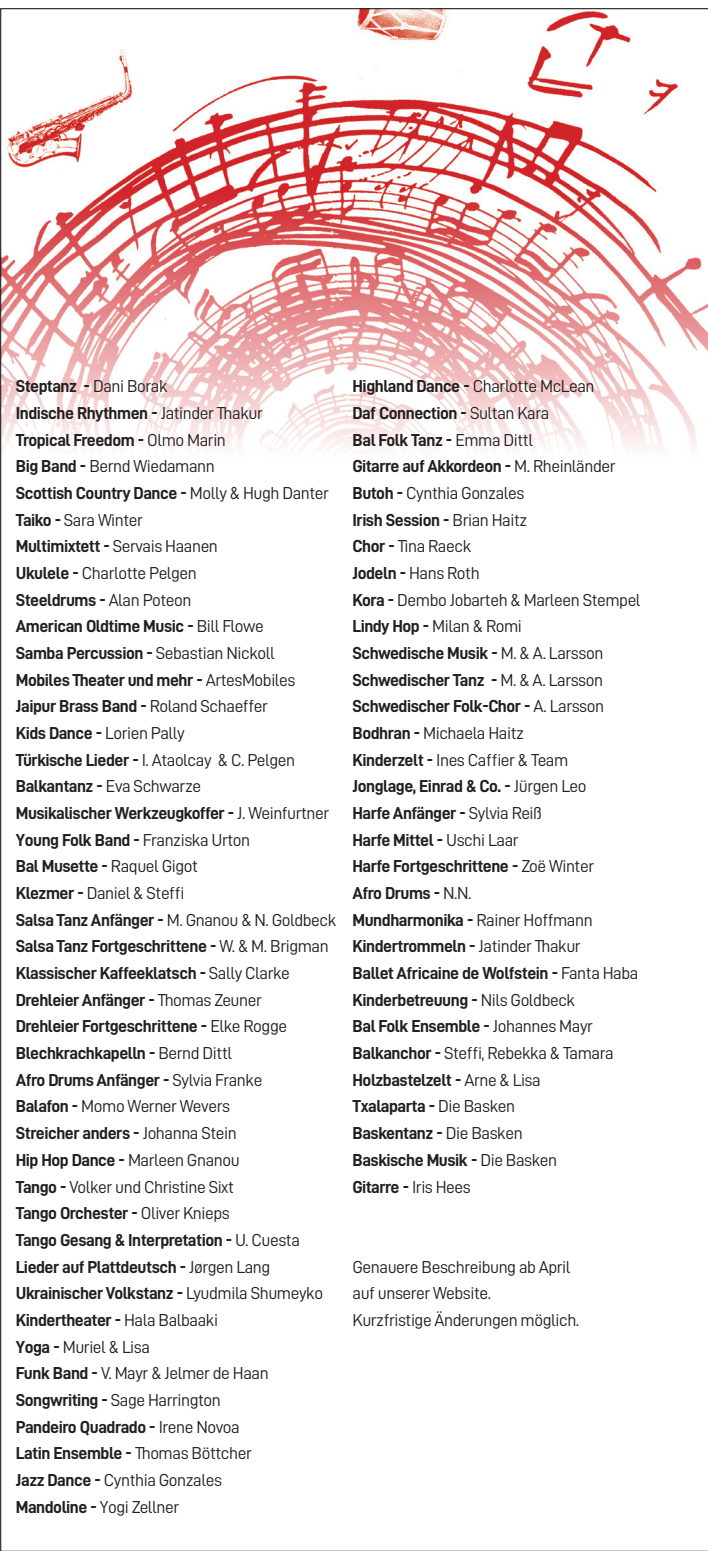 Steptanz - Dani Borak
Indische Rhythmen - Jatinder Thakur
Tropical Freedom - Olmo Marin
Big Band - Bernd Wiedamann
Scottish Country Dance - Molly & Hugh Danter
Taiko - Sara Winter
Multimixtett - Servais Haanen
Ukulele - Charlotte Pelgen
Steeldrums - Alan Poteon
American Oldtime Music - Bill Flowe
Samba Percussion - Sebastian Nickoll
Mobiles Theater und mehr - ArtesMobiles
Jaipur Brass Band - Roland Schaeffer
Kids Dance - Lorien Pally
Türkische Lieder - I. Ataolcay & C. Pelgen
Balkantanz - Eva Schwarze
Musikalischer Werkzeugkoffer - J. Weinfurtner
Young Folk Band - Franziska Urton
Bal Musette - Raquel Gigot
Klezmer - Daniel & Steffi
Salsa Tanz Anfänger - M. Gnanou & N. Goldbeck
Salsa Tanz Fortgeschrittene - W. & M. Brigman
Klassischer Kaffeeklatsch - Sally Clarke
Drehleier Anfänger - Thomas Zeuner
Drehleier Fortgeschrittene - Elke Rogge
Blechkrachkapelln - Bernd Dittl
Afro Drums Anfänger - Sylvia Franke
Balafon - Momo Werner Wevers
Streicher anders - Johanna Stein
Hip Hop Dance - Marleen Gnanou
Tango - Volker und Christine Sixt
Tango Orchester - Oliver Knieps
Tango Gesang & Interpretation - U. Cuesta
Lieder auf Plattdeutsch - Jørgen Lang
Ukrainischer Volkstanz - Lyudmila Shumeyko
Kindertheater - Hala Balbaaki
Yoga - Muriel & Lisa
Funk Band - V. Mayr & Jelmer de Haan
Songwriting - Sage Harrington
Pandeiro Quadrado - Irene Novoa
Latin Ensemble - Thomas Böttcher
Jazz Dance - Cynthia Gonzales
Mandoline - Yogi Zellner
Highland Dance - Charlotte McLean
Daf Connection - Sultan Kara
Bal Folk Tanz - Emma Dittl
Gitarre auf Akkordeon - M. Rheinländer
Butoh - Cynthia Gonzales
Irish Session - Brian Haitz
Chor - Tina Raeck
Jodeln - Hans Roth
Kora - Dembo Jobarteh & Marleen Stempel
Lindy Hop - Milan & Romi
Schwedische Musik - M. & A. Larsson
Schwedischer Tanz - M. & A. Larsson
Schwedischer Folk-Chor - A. Larsson
Bodhran - Michaela Haitz
Kinderzelt - Ines Caffier & Team
Jonglage, Einrad & Co. - Jürgen Leo
Harfe Anfänger - Sylvia Reiß
Harfe Mittel - Uschi Laar
Harfe Fortgeschrittene - Zoë Winter
Afro Drums - N.N.
Mundharmonika - Rainer Hoffmann
Kindertrommeln - Jatinder Thakur
Ballet Africaine de Wolfstein - Fanta Haba
Kinderbetreuung - Nils Goldbeck
Bal Folk Ensemble - Johannes Mayr
Balkanchor - Steffi, Rebekka & Tamara
Holzbastelzelt - Arne & Lisa
Txalaparta - Die Basken
Baskentanz - Die Basken
Baskische Musik - Die Basken
Gitarre - Iris Hees
Genauere Beschreibung ab April
auf unserer Website.
Kurzfristige Änderungen möglich.